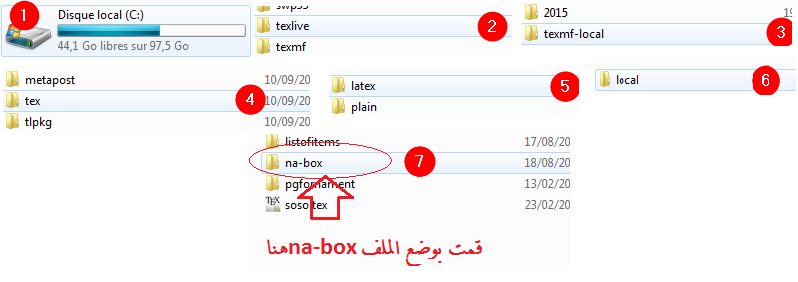 1
Disque local (C:)
44,1 Go libres sur 97,5 Go
swp55
texlive
2
texmf
2015
19
texmf-local
3
metapost
10/09/20
tex
4
10/09/20
tlpkg
10/09/20
latex
5
plain
local
6
listofitems
17/08/20
na-box
7
18/08/20
pgfornament
13/02/20
TEX
soso.tex
23/02/20
قمت بوضع الملف na-box هنا